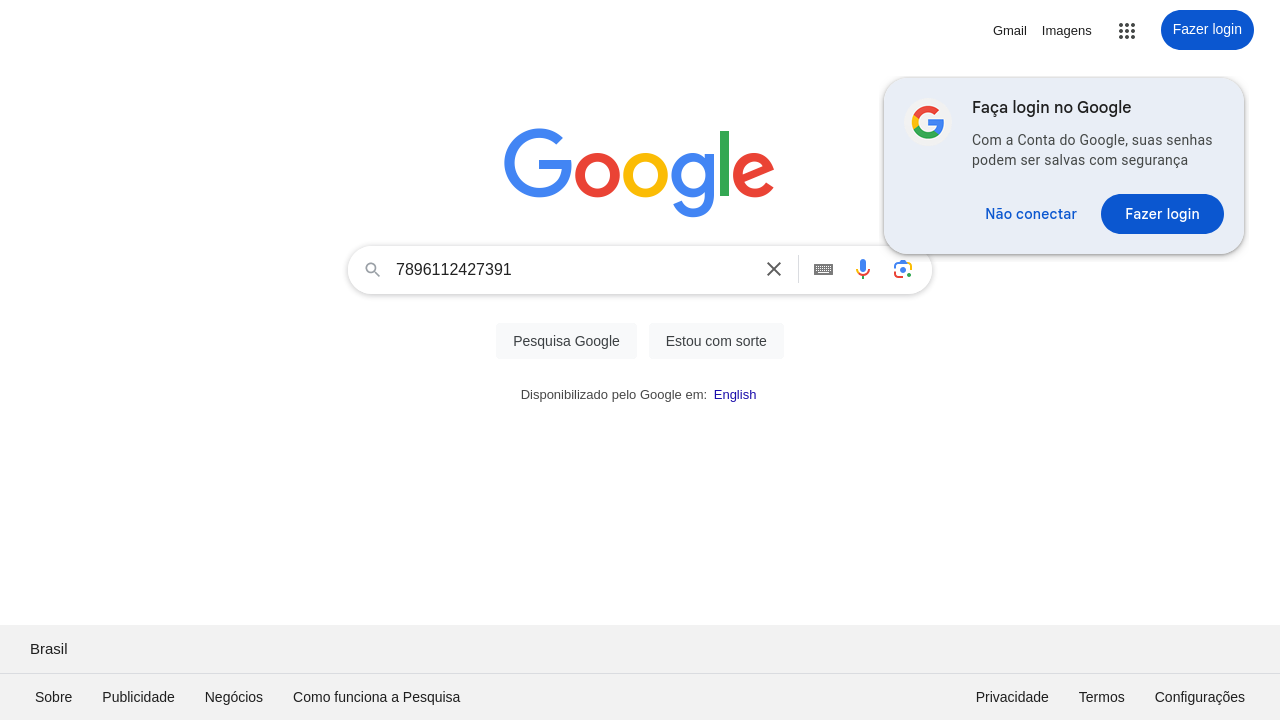 Gmail
Imagens
Fazer login
Faça login no Google
Com a Conta do Google, suas senhas
podem ser salvas com segurança
Não conectar
Fazer login
Google
7896112427391
Pesquisa Google
Estou com sorte
Disponibilizado pelo Google em: English
Brasil
Sobre
Publicidade
Negócios
Como funciona a Pesquisa
Privacidade
Termos
Configurações